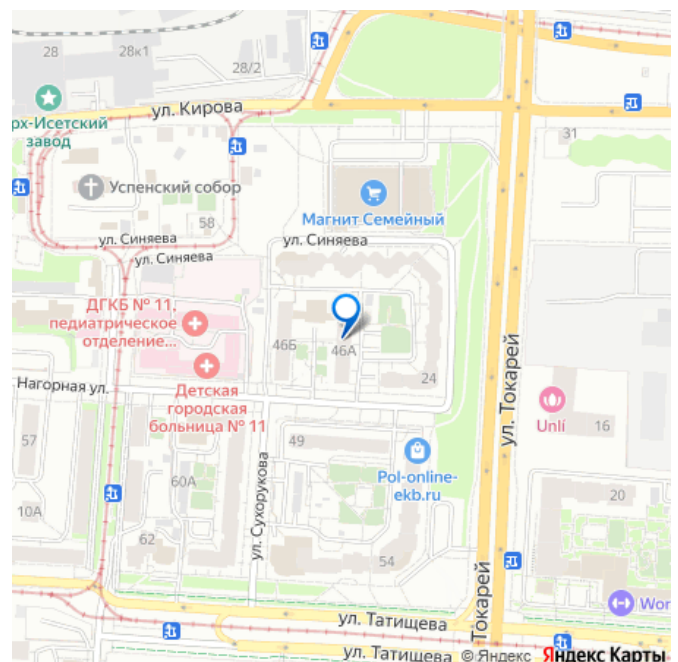 28
28к1
28/2
ул. Кирова
рх-Исетский
завод
31
Успенский собор
58
Магнит Семейный
ул. Синяева
ул. Синяева
ул. Синяева
ДГКБ № 11,
педиатрическое
отделение...
46Б
46А
24
Нагорная ул.
Детская
городская
больница № 11
ул. Токарей
Unlí
16
57
49
Pol-online-
ekb.ru
60А
10А
ул. Сухорукова
20
62
54
Wor
Токарей
ул. Татищева
ул. Татищева
© Яндекс Яндекс Карты